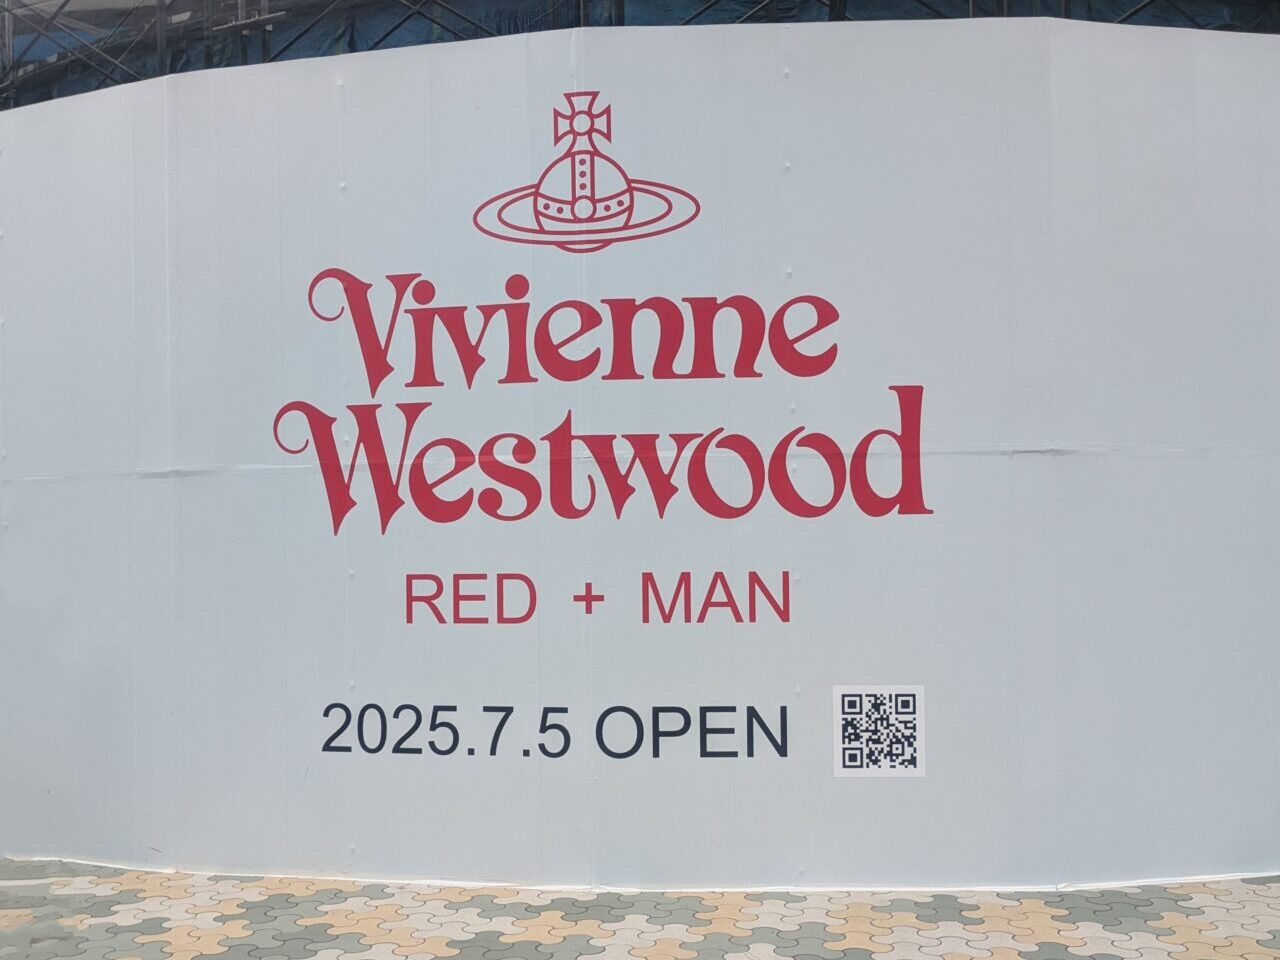 Vivienne
Westwood
RED + MAN
2025.7.5 OPEN